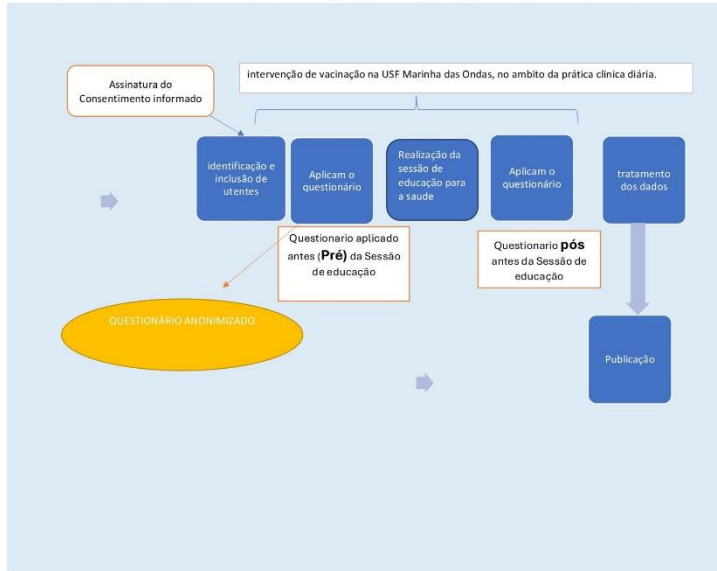 intervenção de vacinação na USF Marinha das Ondas, no ambito da prática clinica diária.
Assinatura do
Consentimento informado
identificação e
inclusão de
utentes
Aplicam o
questionário
Realização da
sessão de
educação para
a saude
Aplicam o
questionário
tratamento
dos dados
Questionario aplicado
antes (Pré) da Sessão
de educação
Questionario pós
antes da Sessão de
educação
QUESTIONÁRIO ANONIMIZADO
Publicação